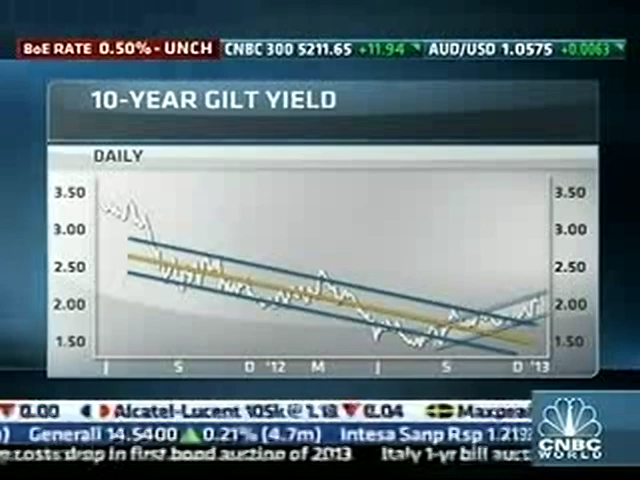 BoE RATE 0.50% - UNCH CNBC 300 5211.65 +11.94 AUD/USD 1.0575 +0.0063
10-YEAR GILT YIELD
DAILY
3.50 3.50
3.00 3.00
2.50 2.50
2.00 2.00
1.50 1.50
J S D '12 M J S D '13
0.00 Alcatel-Lucent 105k@1.18 0.04 Maxpea
) Generali 14.5400 0.21% (4.7m) Intesa Sanp Rsp 1.219
costs drop in first bond auction of 2013 Italy 1-yr bill auct
CNBC
WORLD